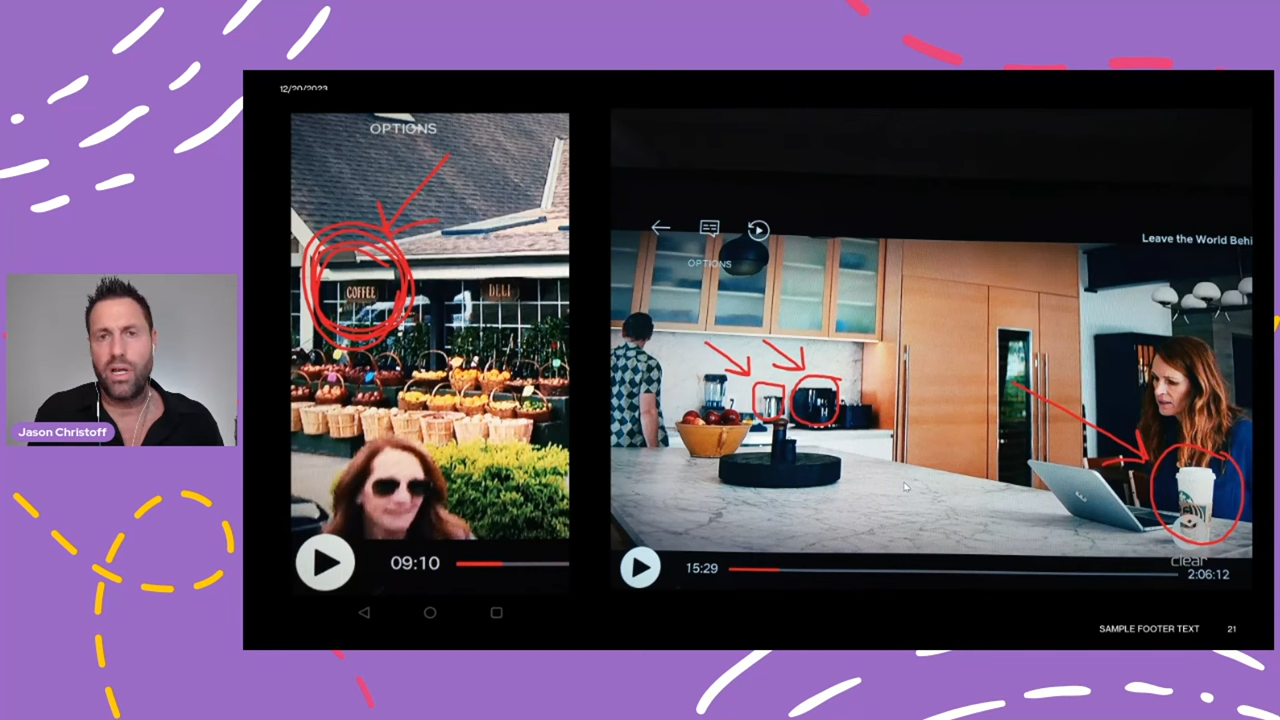 12/20/2023
OPTIONS
COFFEE
DELI
09:10
Leave the World Behi
OPTIONS
15:29
clear
2:06:12
SAMPLE FOOTER TEXT 21
Jason Christoff